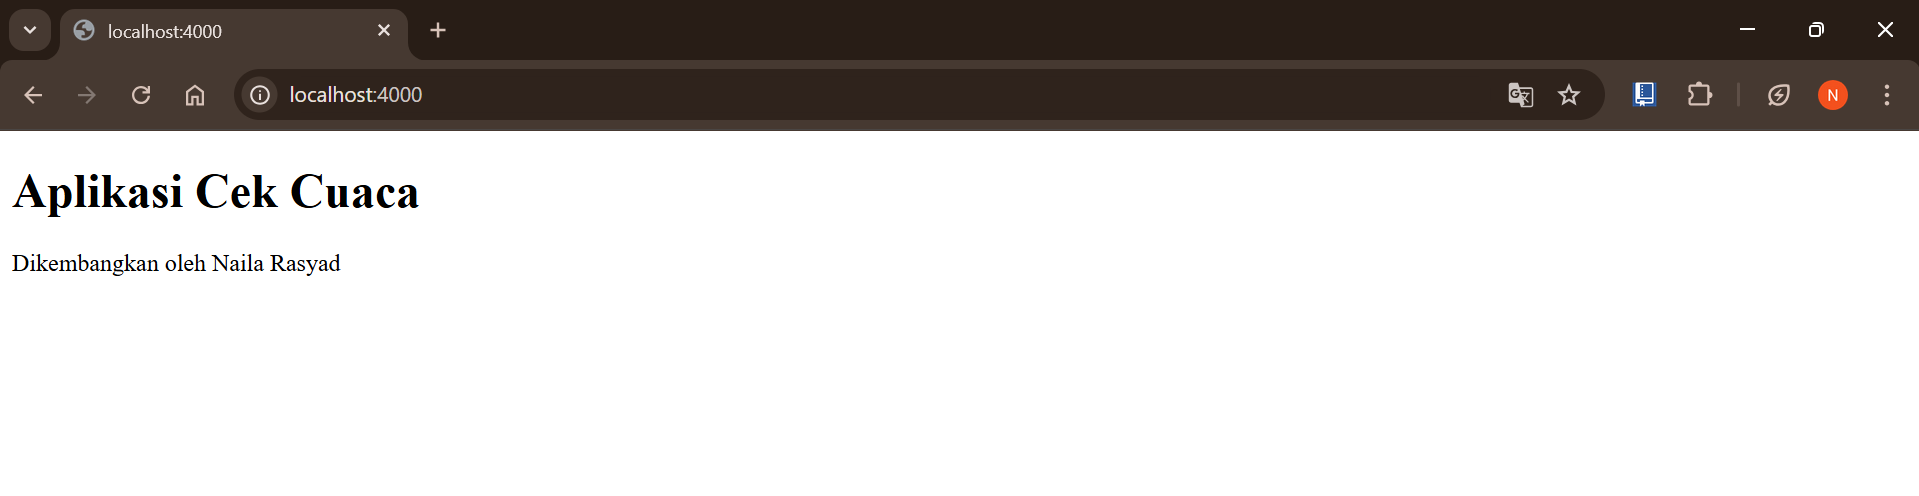 localhost:4000
localhost:4000
N
Aplikasi Cek Cuaca
Dikembangkan oleh Naila Rasyad